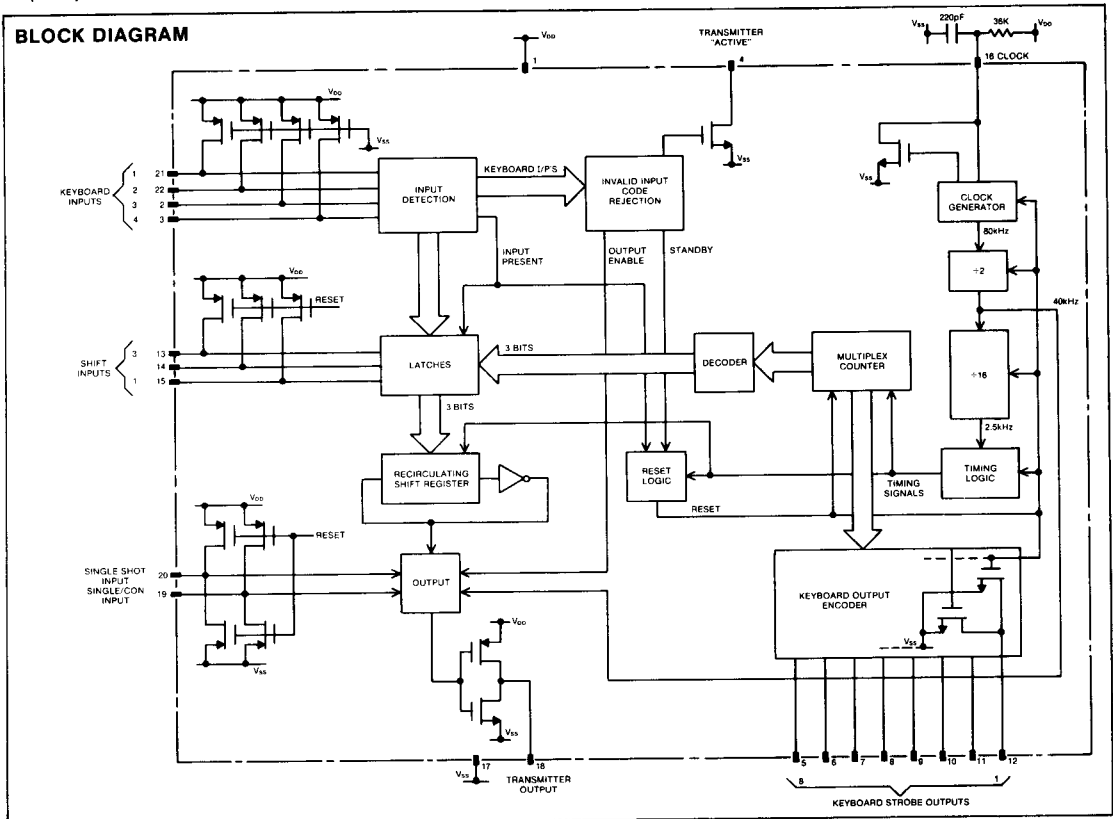 BLOCK DIAGRAM
VDD
1
TRANSMITTER
"ACTIVE"
4
VSS
220pF
36K
VDD
16 CLOCK
VDD
VSS
VSS
VSS
KEYBOARD
INPUTS
1 21
2 22
3 2
4 3
INPUT
DETECTION
KEYBOARD I/P'S
INVALID INPUT
CODE
REJECTION
CLOCK
GENERATOR
80kHz
÷2
40kHz
INPUT
PRESENT
OUTPUT
ENABLE
STANDBY
VDD
RESET
SHIFT
INPUTS
3 13
14
1 15
LATCHES
3 BITS
DECODER
MULTIPLEX
COUNTER
÷16
2.5kHz
3 BITS
RECIRCULATING
SHIFT REGISTER
RESET
LOGIC
TIMING
SIGNALS
TIMING
LOGIC
RESET
VDD
RESET
SINGLE SHOT
INPUT
20
SINGLE/CON
INPUT
19
OUTPUT
VSS
VDD
VSS
KEYBOARD OUTPUT
ENCODER
VSS
17
VSS
18
TRANSMITTER
OUTPUT
5 6 7 8 9 10 11 12
8 1
KEYBOARD STROBE OUTPUTS